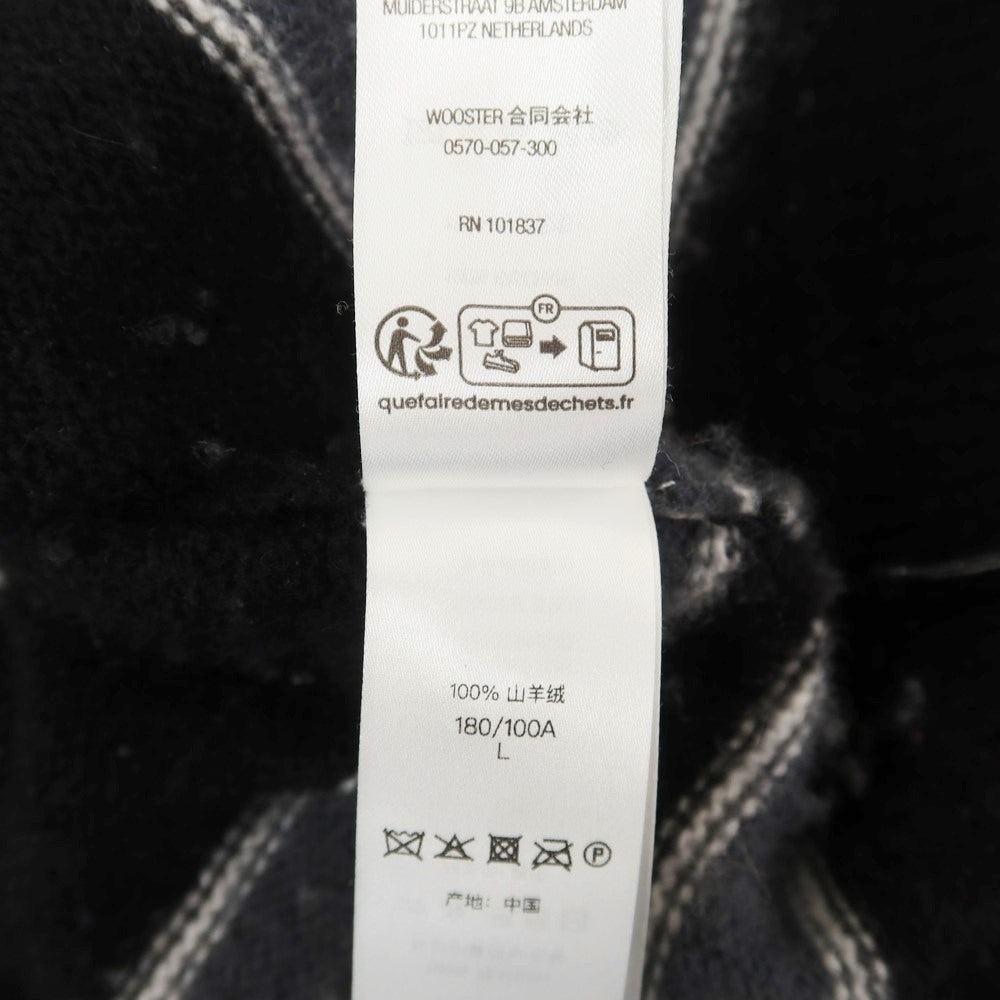 MUIDERSTRAAT 9B AMSTERDAM
1011PZ NETHERLANDS
WOOSTER 合同会社
0570-057-300
RN 101837
FR
quefairedemesdechets.fr
100% 山羊绒
180/100A
L
P
产地: 中国